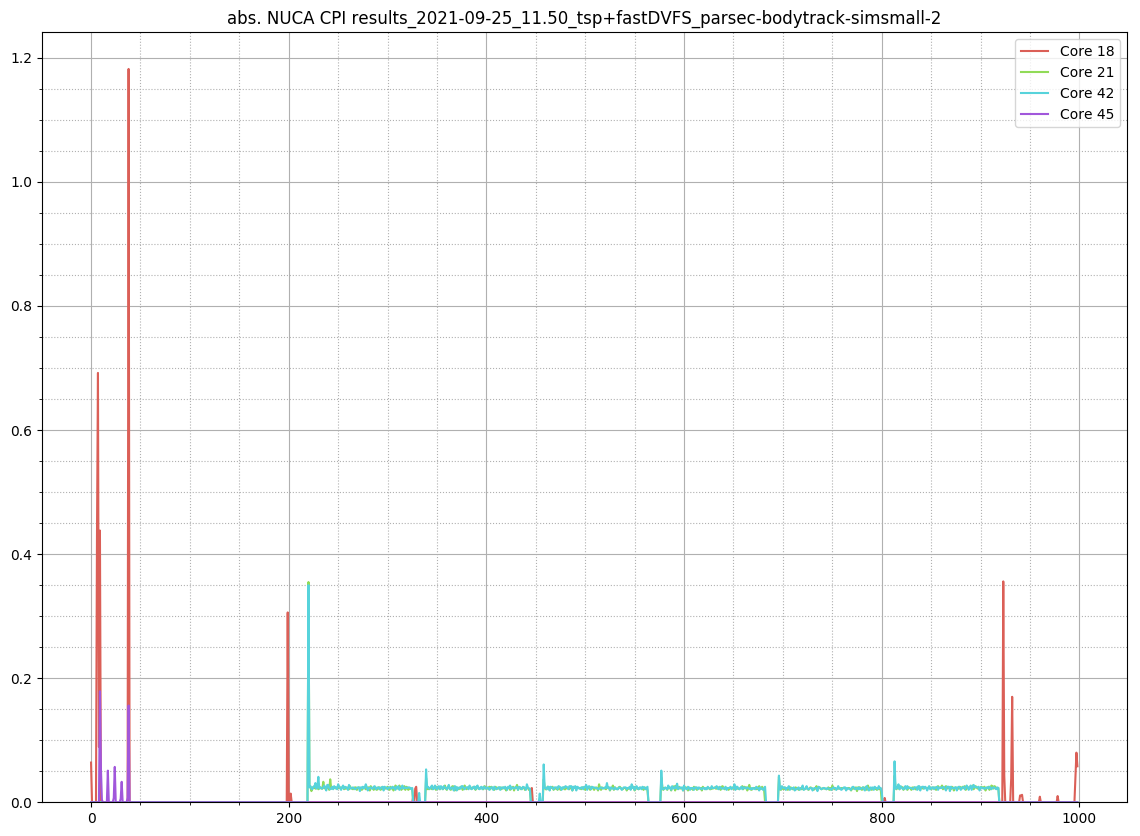 abs. NUCA CPI results_2021-09-25_11.50_tsp+fastDVFS_parsec-bodytrack-simsmall-2
Core 18
Core 21
Core 42
Core 45
1.2
1.0
0.8
0.6
0.4
0.2
0.0
0 200 400 600 800 1000